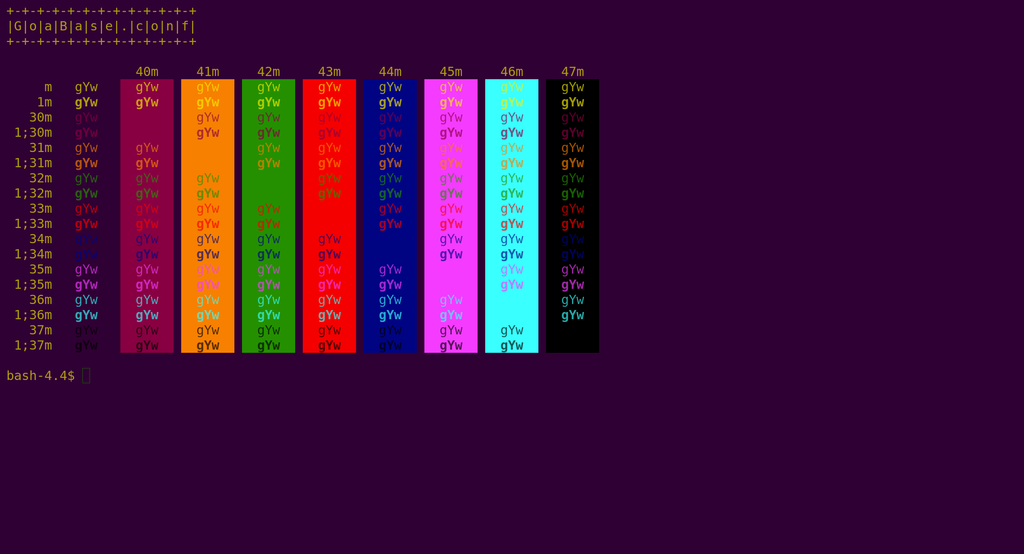 +-+-+-+-+-+-+-+-+-+-+-+-+
|G|o|a|B|a|s|e|.|c|o|n|f|
+-+-+-+-+-+-+-+-+-+-+-+-+
40m 41m 42m 43m 44m 45m 46m 47m
m gYw gYw gYw gYw gYw gYw gYw gYw gYw
1m gYw gYw gYw gYw gYw gYw gYw gYw gYw
30m gYw gYw gYw gYw gYw gYw gYw gYw
1;30m gYw gYw gYw gYw gYw gYw gYw gYw
31m gYw gYw gYw gYw gYw gYw gYw gYw
1;31m gYw gYw gYw gYw gYw gYw gYw gYw
32m gYw gYw gYw gYw gYw gYw gYw gYw
1;32m gYw gYw gYw gYw gYw gYw gYw gYw
33m gYw gYw gYw gYw gYw gYw gYw gYw
1;33m gYw gYw gYw gYw gYw gYw gYw gYw
34m gYw gYw gYw gYw gYw gYw gYw gYw
1;34m gYw gYw gYw gYw gYw gYw gYw gYw
35m gYw gYw gYw gYw gYw gYw gYw gYw
1;35m gYw gYw gYw gYw gYw gYw gYw gYw
36m gYw gYw gYw gYw gYw gYw gYw gYw
1;36m gYw gYw gYw gYw gYw gYw gYw gYw
37m gYw gYw gYw gYw gYw gYw gYw gYw
1;37m gYw gYw gYw gYw gYw gYw gYw gYw
bash-4.4$